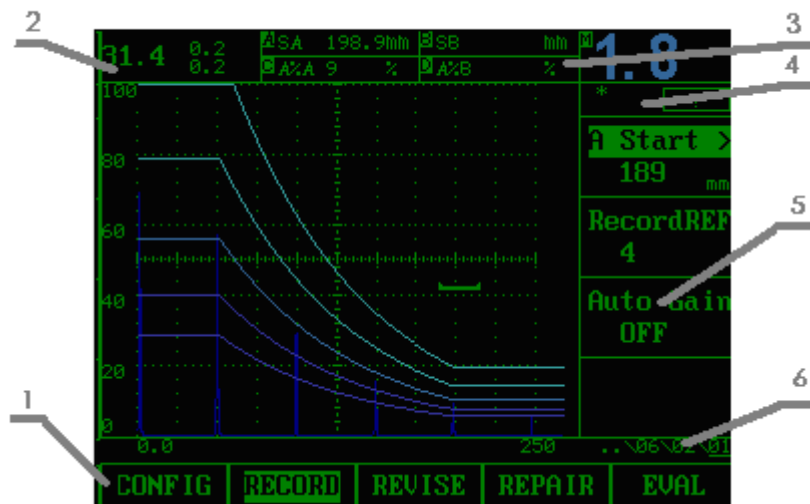 2
31.4 0.2
0.2
A SA 198.9mm
B SB mm
C A%A 9 %
D A%B %
M 1.8
3
4
*
A Start >
189 mm
RecordREF
4
5
Auto Gain
OFF
100
80
60
40
20
0
0.0 250
..\06\02\01
6
1
CONFIG RECORD REVISE REPAIR EVAL